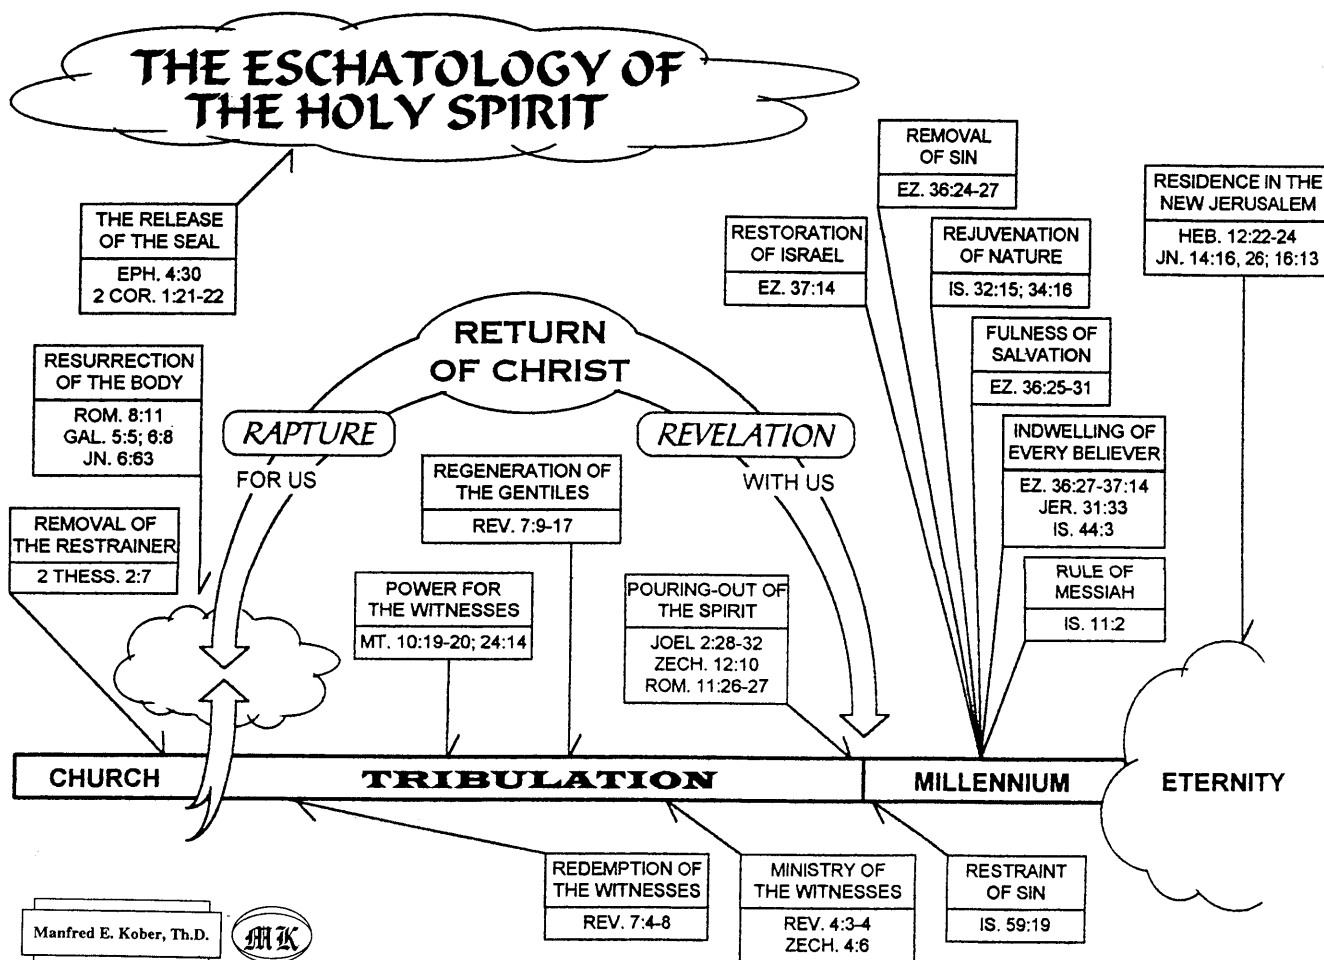 THE ESCHATOLOGY OF
THE HOLY SPIRIT
THE RELEASE
OF THE SEAL
EPH. 4:30
2 COR. 1:21-22
RESURRECTION
OF THE BODY
ROM. 8:11
GAL. 5:5; 6:8
JN. 6:63
REMOVAL OF
THE RESTRAINER
2 THESS. 2:7
RETURN
OF CHRIST
RAPTURE
FOR US
REVELATION
WITH US
REGENERATION OF
THE GENTILES
REV. 7:9-17
POWER FOR
THE WITNESSES
MT. 10:19-20; 24:14
POURING-OUT OF
THE SPIRIT
JOEL 2:28-32
ZECH. 12:10
ROM. 11:26-27
RESTORATION
OF ISRAEL
EZ. 37:14
REMOVAL
OF SIN
EZ. 36:24-27
REJUVENATION
OF NATURE
IS. 32:15; 34:16
FULNESS OF
SALVATION
EZ. 36:25-31
INDWELLING OF
EVERY BELIEVER
EZ. 36:27-37:14
JER. 31:33
IS. 44:3
RULE OF
MESSIAH
IS. 11:2
RESIDENCE IN THE
NEW JERUSALEM
HEB. 12:22-24
JN. 14:16, 26; 16:13
CHURCH
TRIBULATION
MILLENNIUM
ETERNITY
REDEMPTION OF
THE WITNESSES
REV. 7:4-8
MINISTRY OF
THE WITNESSES
REV. 4:3-4
ZECH. 4:6
RESTRAINT
OF SIN
IS. 59:19
Manfred E. Kober, Th.D.
MK